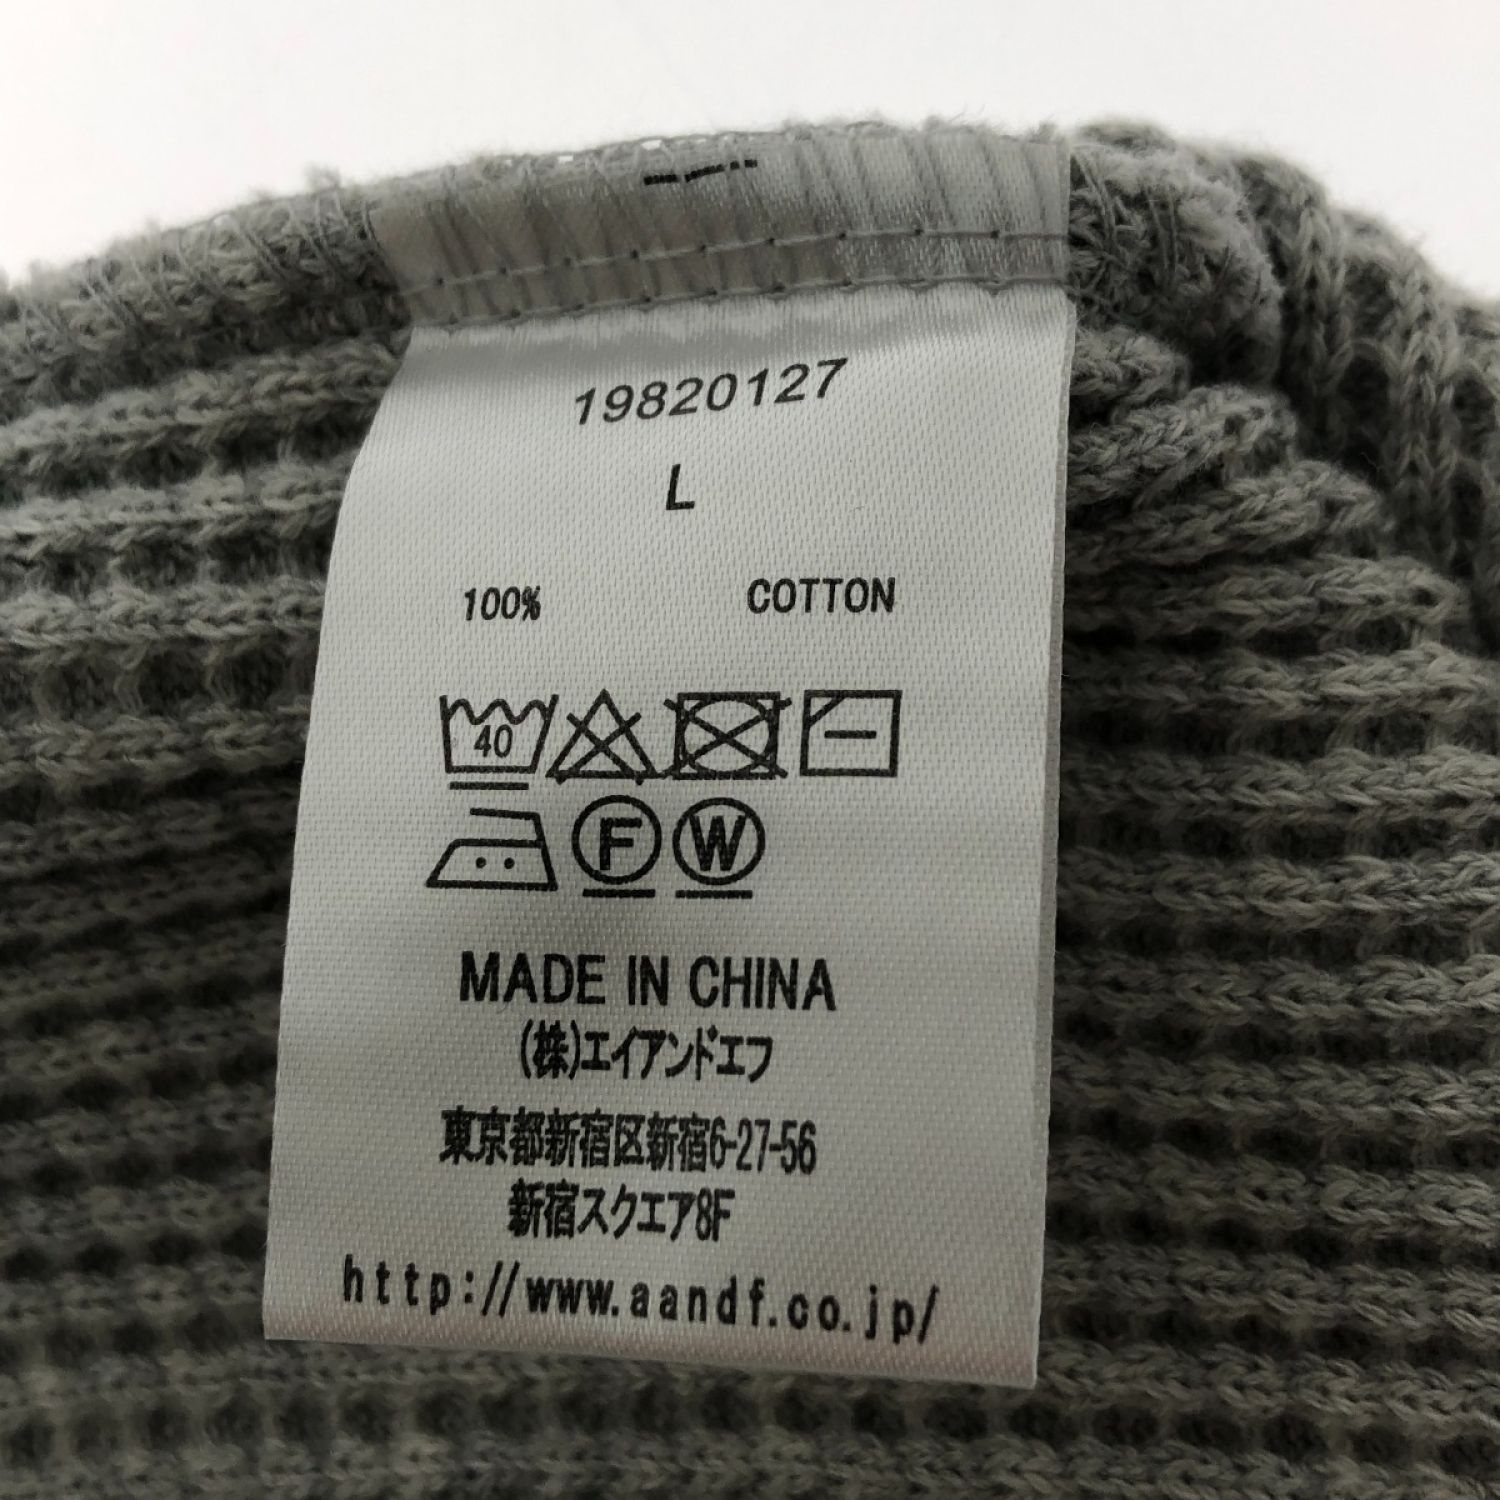 19820127
L
100% COTTON
40
F W
MADE IN CHINA
(株)エイアンドエフ
東京都新宿区新宿6-27-56
新宿スクエア8F
http://www.aandf.co.jp/